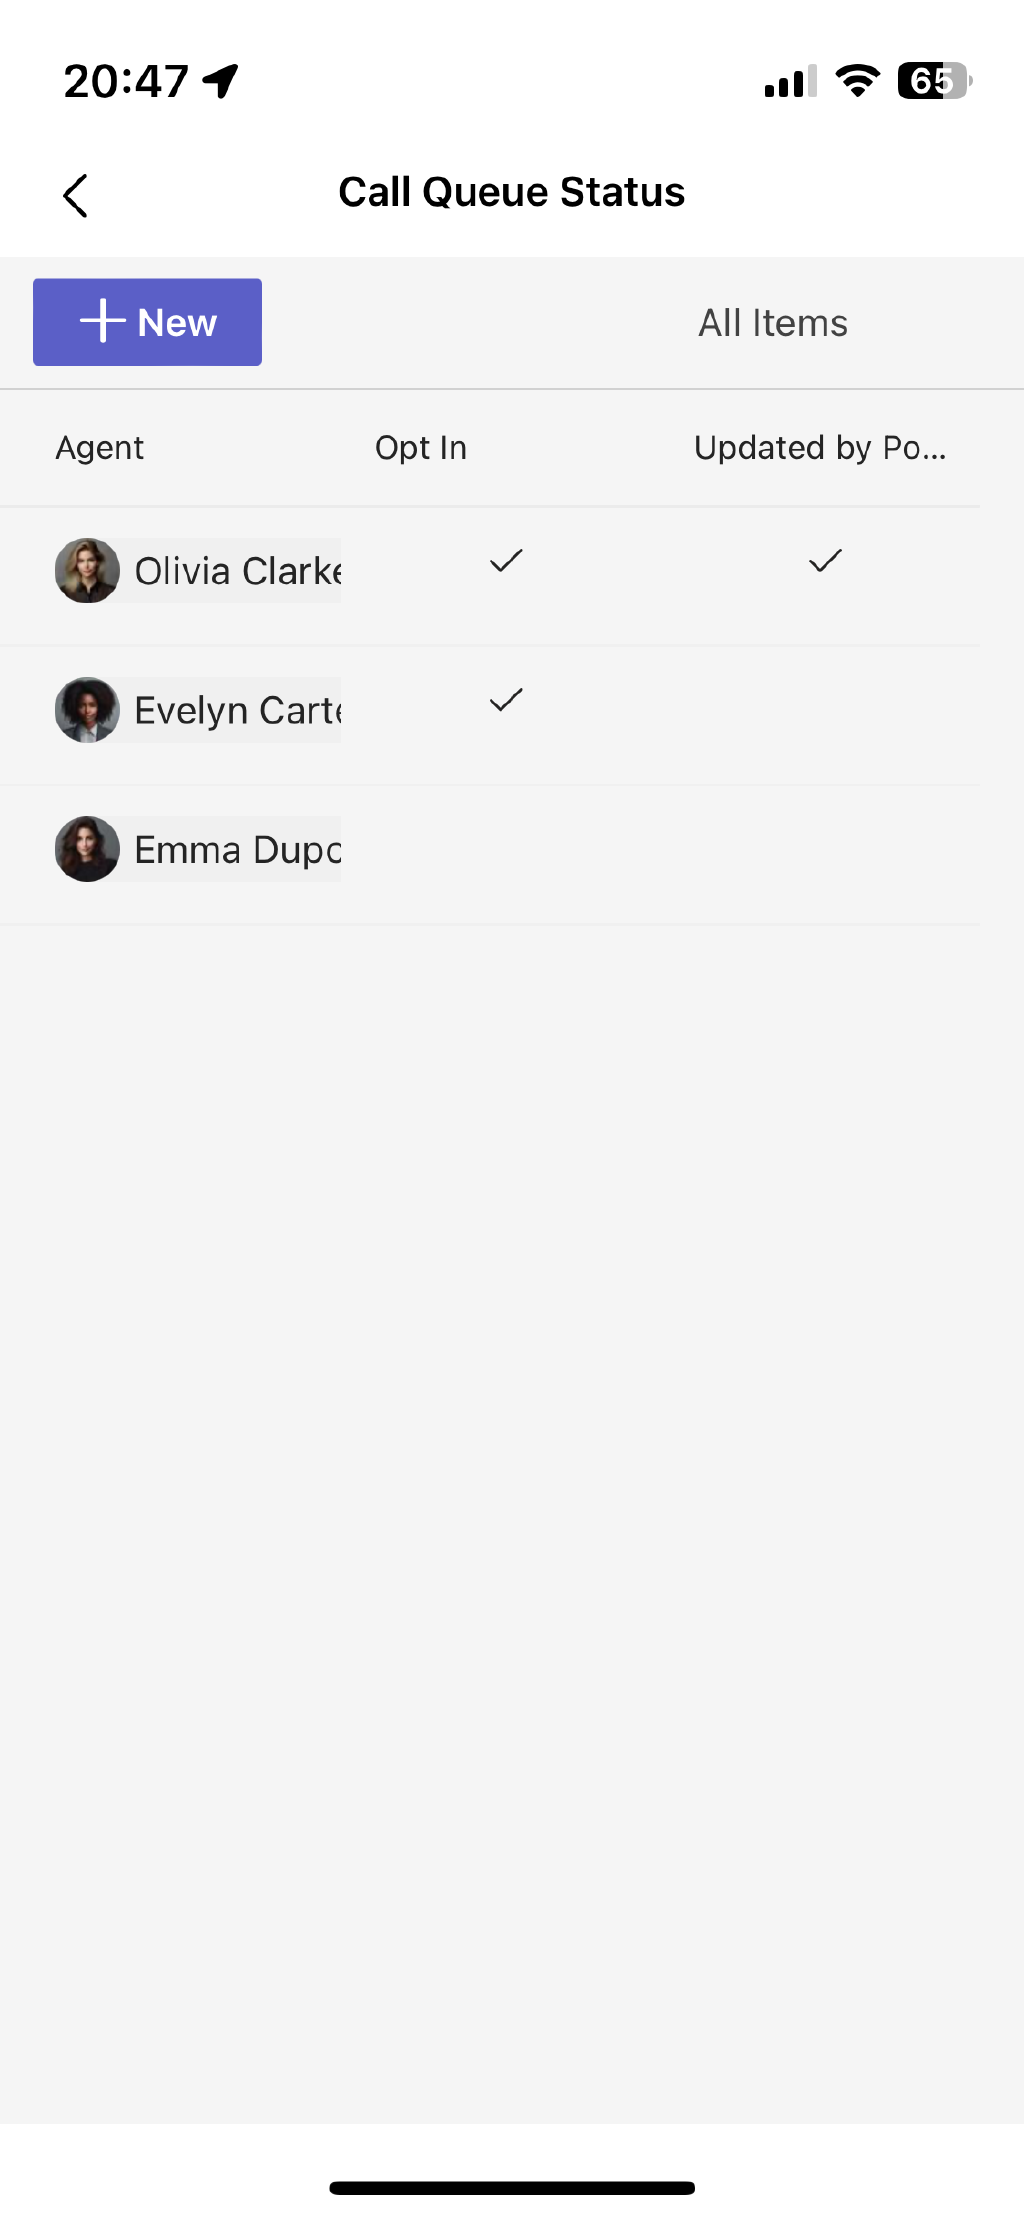 20:47 65
Call Queue Status
New All Items
Agent Opt In Updated by Po...
Olivia Clarke
Evelyn Carte
Emma Dupo